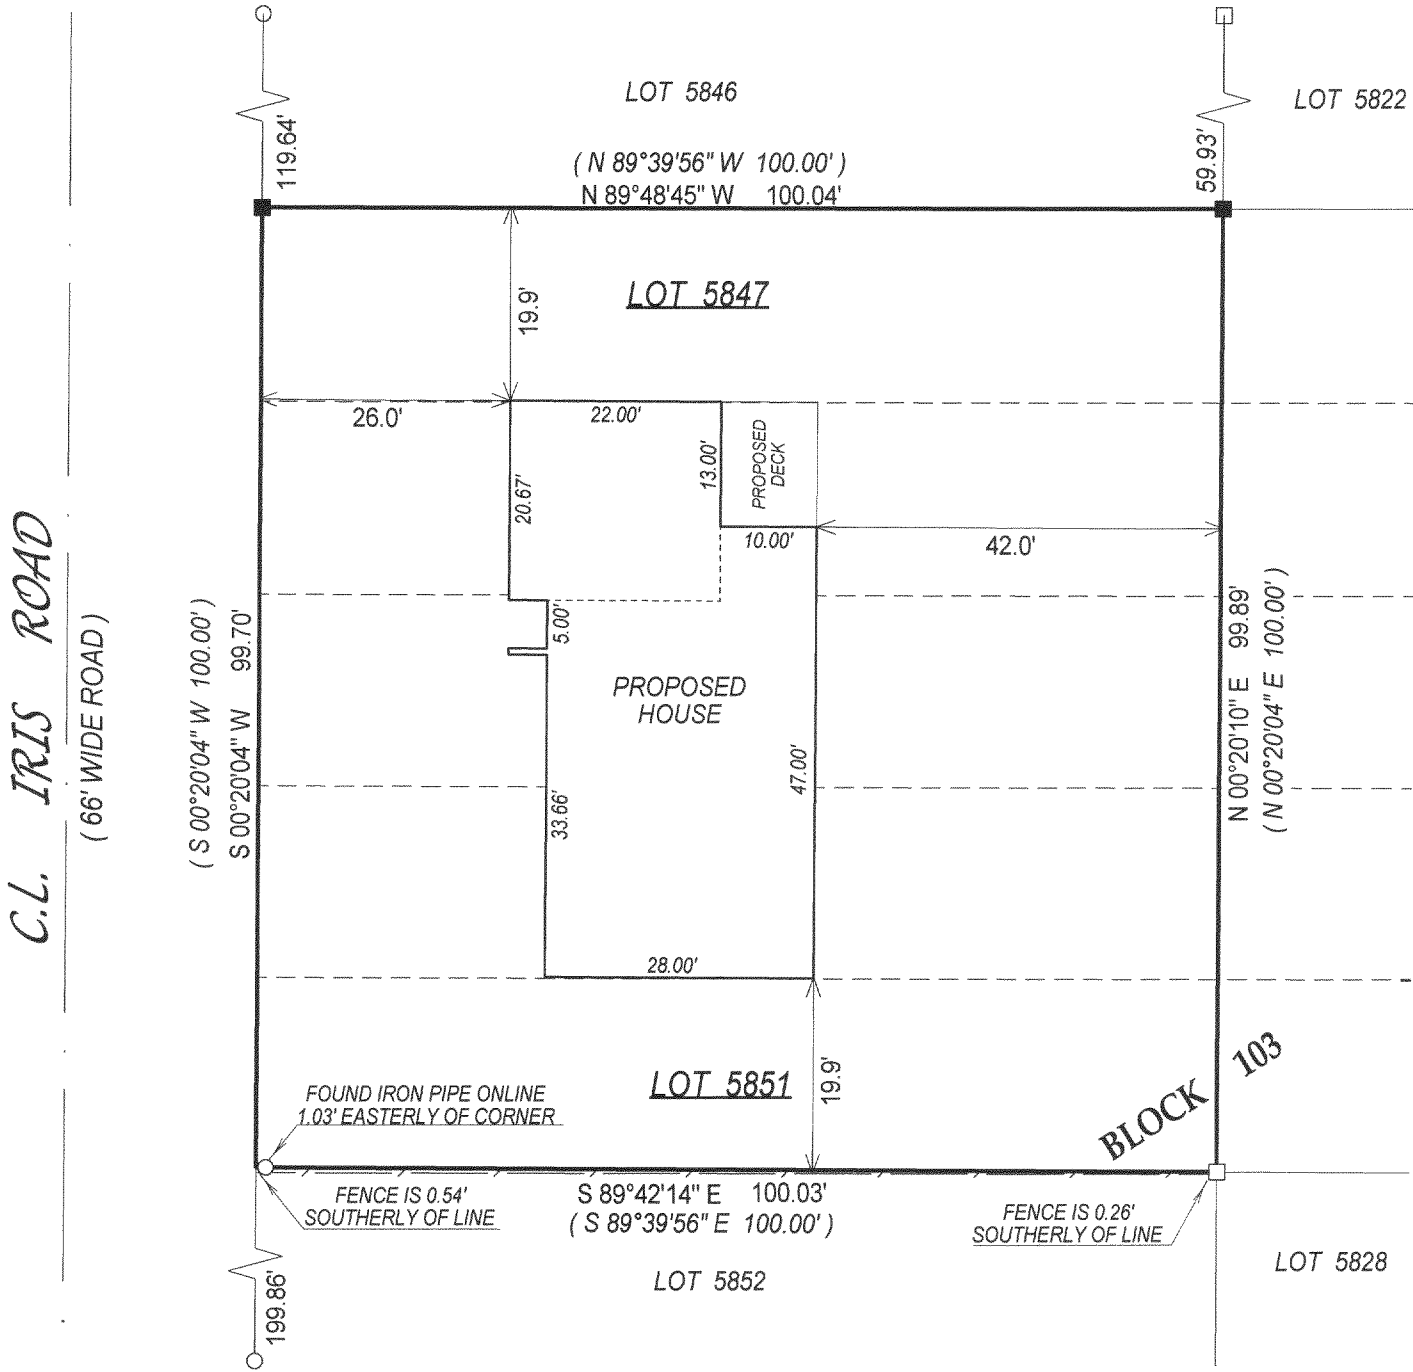 LOT 5846
LOT 5822
119.64'
59.93'
( N 89°39'56" W 100.00' )
N 89°48'45" W 100.04'
LOT 5847
19.9'
26.0'
22.00'
13.00'
PROPOSED
DECK
20.67'
10.00'
42.0'
C.L. IRIS ROAD
( 66' WIDE ROAD )
( S 00°20'04" W 100.00' )
S 00°20'04" W 99.70'
5.00'
PROPOSED
HOUSE
33.66'
47.00'
N 00°20'10" E 99.89'
( N 00°20'04" E 100.00' )
28.00'
LOT 5851
19.9'
BLOCK 103
FOUND IRON PIPE ONLINE
1.03' EASTERLY OF CORNER
FENCE IS 0.54'
SOUTHERLY OF LINE
S 89°42'14" E 100.03'
( S 89°39'56" E 100.00' )
FENCE IS 0.26'
SOUTHERLY OF LINE
199.86'
LOT 5852
LOT 5828